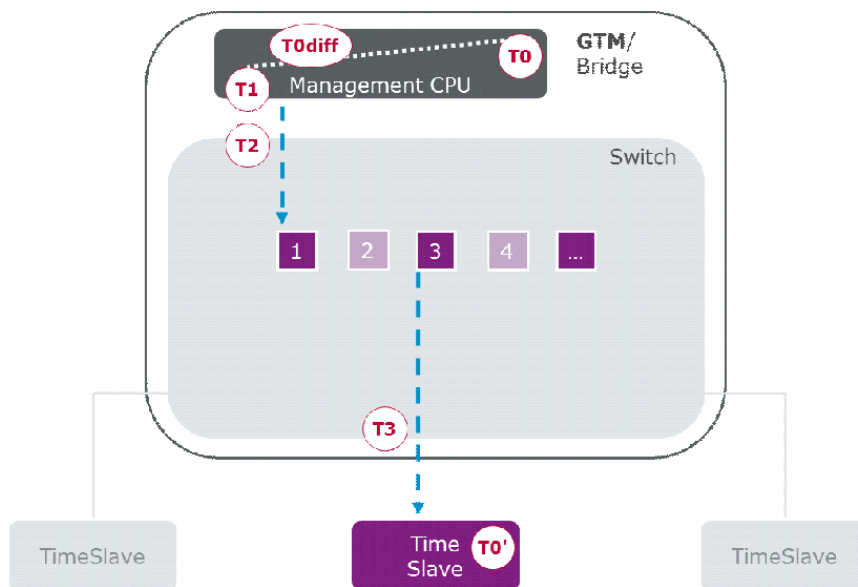 T0diff
T0
GTM/
Bridge
T1
Management CPU
T2
Switch
1
2
3
4
...
T3
TimeSlave
Time
Slave
T0'
TimeSlave